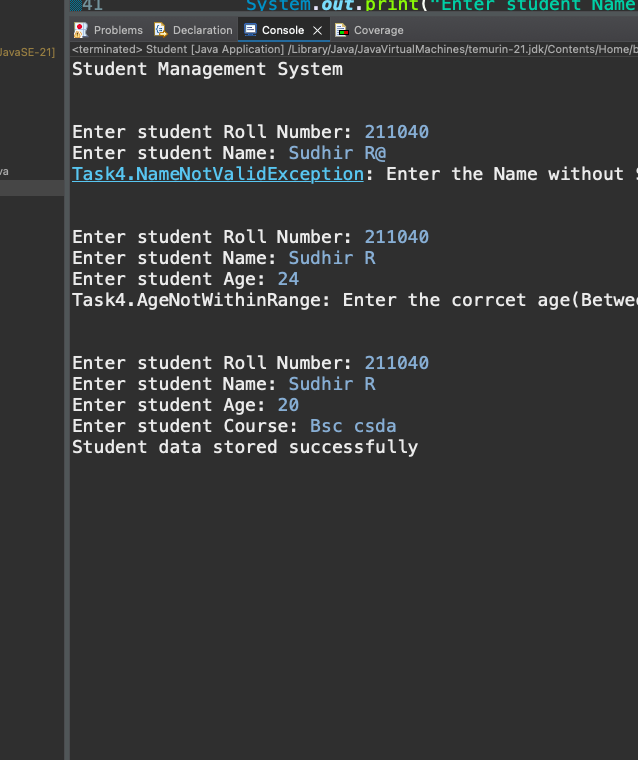 41 System.out.print("Enter student Name
Problems Declaration Console Coverage
JavaSE-21]
<terminated> Student [Java Application] /Library/Java/JavaVirtualMachines/temurin-21.jdk/Contents/Home/b
Student Management System
Enter student Roll Number: 211040
Enter student Name: Sudhir R@
va
Task4.NameNotValidException: Enter the Name without S
Enter student Roll Number: 211040
Enter student Name: Sudhir R
Enter student Age: 24
Task4.AgeNotWithinRange: Enter the corrcet age(Betwee
Enter student Roll Number: 211040
Enter student Name: Sudhir R
Enter student Age: 20
Enter student Course: Bsc csda
Student data stored successfully